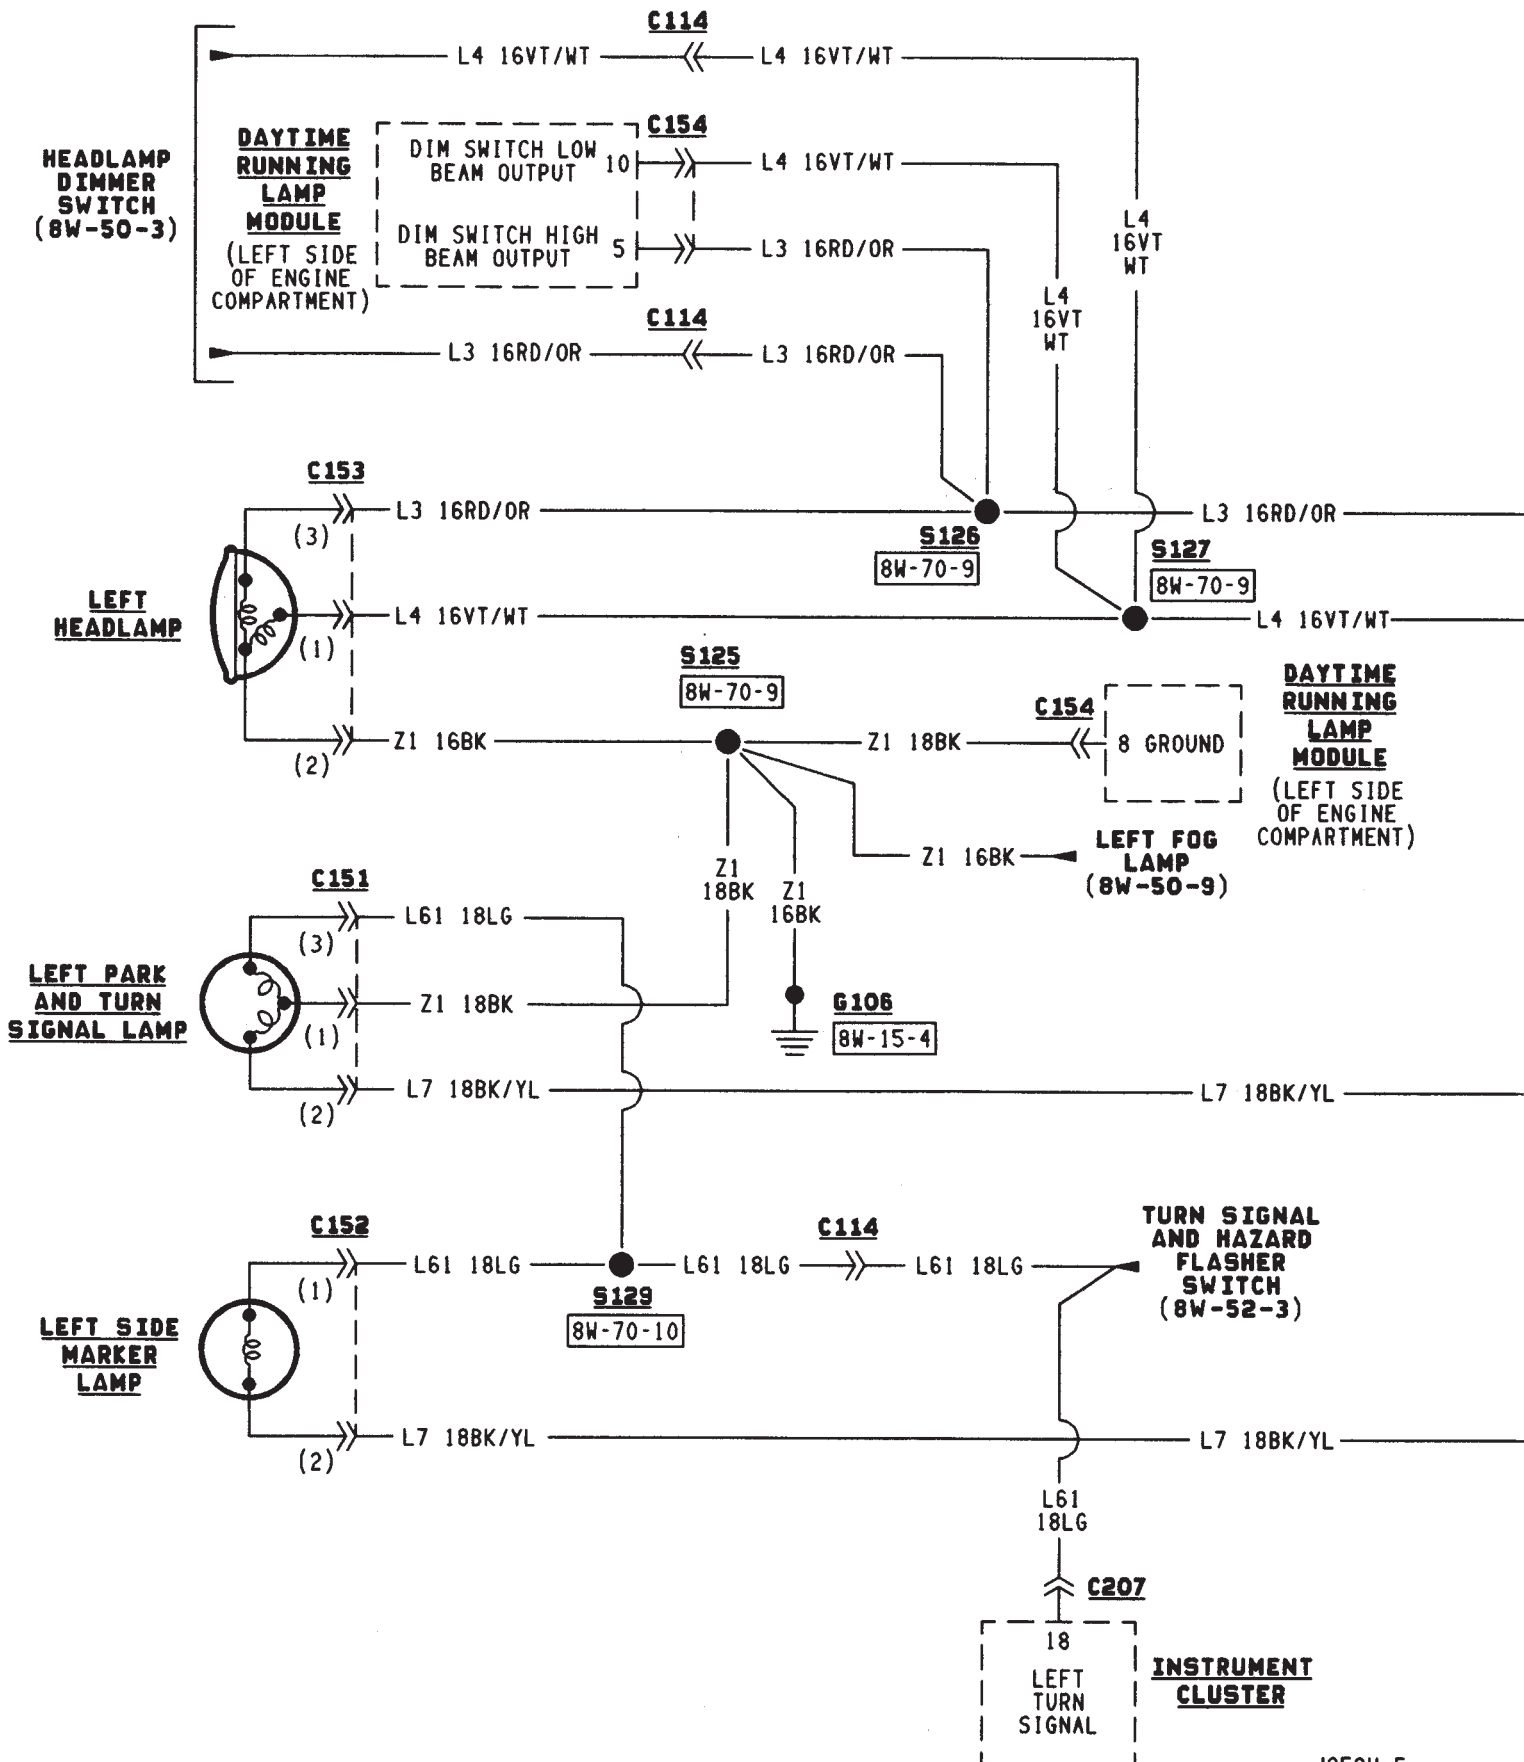 C114
L4 16VT/WT
L4 16VT/WT
HEADLAMP
DIMMER
SWITCH
(8W-50-3)
DAYTIME
RUNNING
LAMP
MODULE
(LEFT SIDE
OF ENGINE
COMPARTMENT)
DIM SWITCH LOW
BEAM OUTPUT
10
C154
L4 16VT/WT
DIM SWITCH HIGH
BEAM OUTPUT
5
L3 16RD/OR
L4
16VT
WT
L4
16VT
WT
C114
L3 16RD/OR
L3 16RD/OR
C153
L3 16RD/OR
(3)
S126
8W-70-9
L3 16RD/OR
S127
8W-70-9
LEFT
HEADLAMP
L4 16VT/WT
(1)
L4 16VT/WT
S125
8W-70-9
Z1 16BK
(2)
Z1 18BK
C154
8 GROUND
DAYTIME
RUNNING
LAMP
MODULE
(LEFT SIDE
OF ENGINE
COMPARTMENT)
Z1 16BK
LEFT FOG
LAMP
(8W-50-9)
Z1
18BK
Z1
16BK
C151
L61 18LG
(3)
LEFT PARK
AND TURN
SIGNAL LAMP
Z1 18BK
(1)
G106
8W-15-4
L7 18BK/YL
(2)
L7 18BK/YL
C152
L61 18LG
(1)
S129
8W-70-10
L61 18LG
C114
L61 18LG
TURN SIGNAL
AND HAZARD
FLASHER
SWITCH
(8W-52-3)
LEFT SIDE
MARKER
LAMP
L7 18BK/YL
(2)
L7 18BK/YL
L61
18LG
C207
18
LEFT
TURN
SIGNAL
INSTRUMENT
CLUSTER